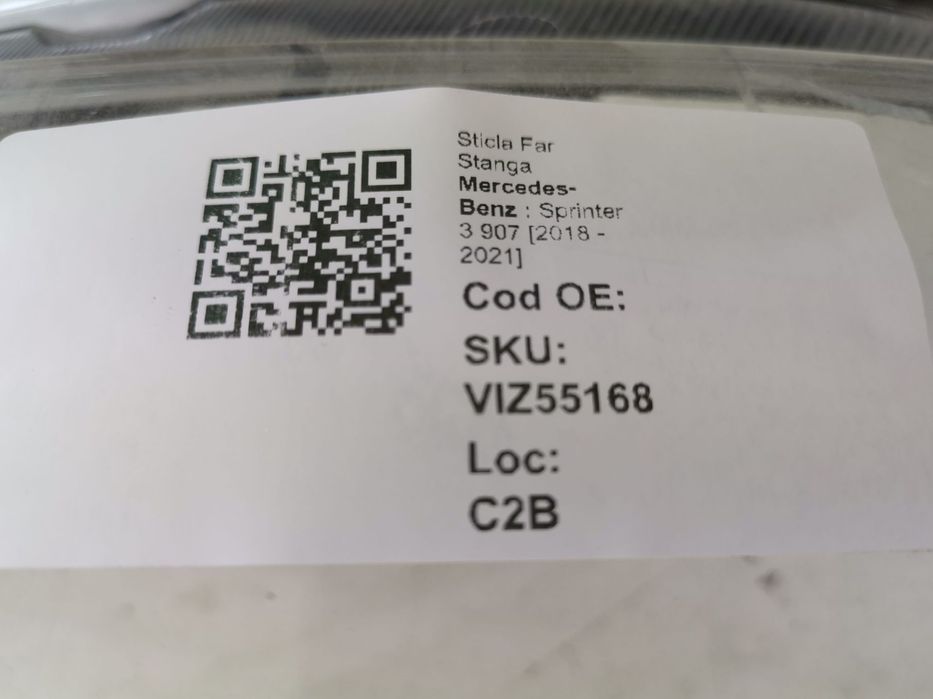 Sticla Far
Stanga
Mercedes-
Benz : Sprinter
3 907 [2018 -
2021]
Cod OE:
SKU:
VIZ55168
Loc:
C2B